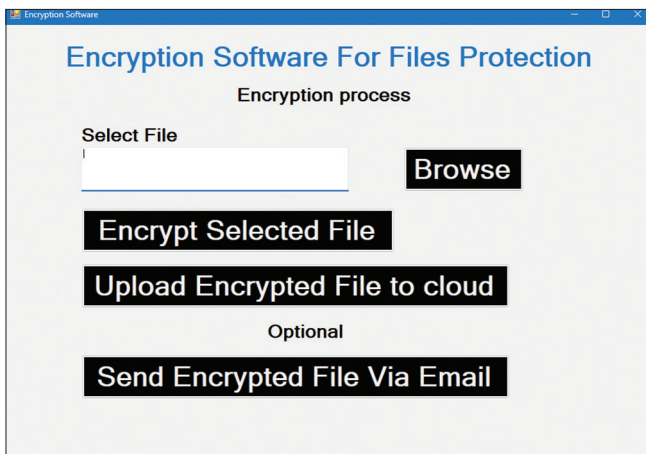 Encryption Software
Encryption Software For Files Protection
Encryption process
Select File
Browse
Encrypt Selected File
Upload Encrypted File to cloud
Optional
Send Encrypted File Via Email